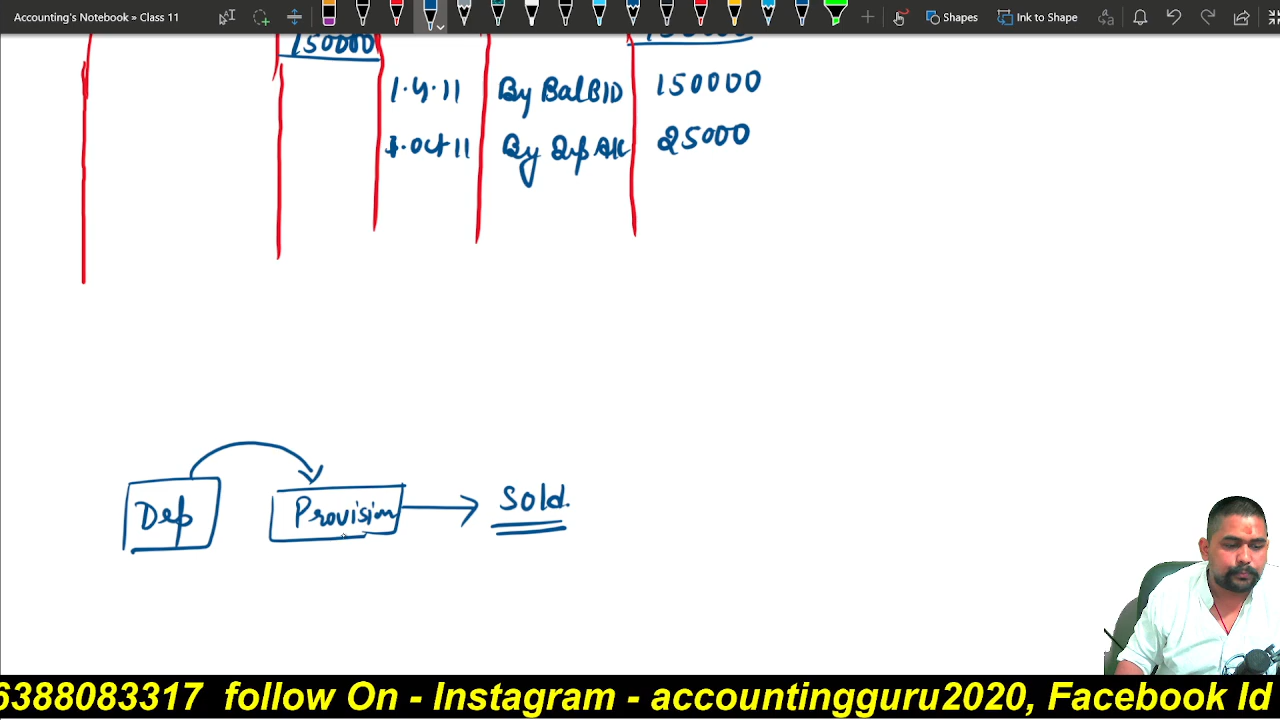 Accounting's Notebook » Class 11
Shapes
Ink to Shape
150000
1.4.11 By Bal B/D 150000
1.Oct 11 By Dep A/c 25000
Dep Provision Sold.
6388083317 follow On - Instagram - accountingguru2020, Facebook Id